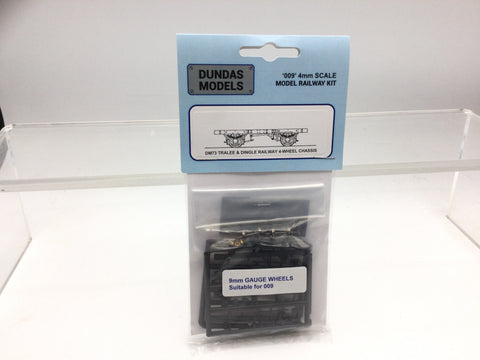 DUNDAS
MODELS
'009' 4mm SCALE
MODEL RAILWAY KIT
DM73 TRALEE & DINGLE RAILWAY 4-WHEEL CHASSIS
9mm GAUGE WHEELS
Suitable for 009